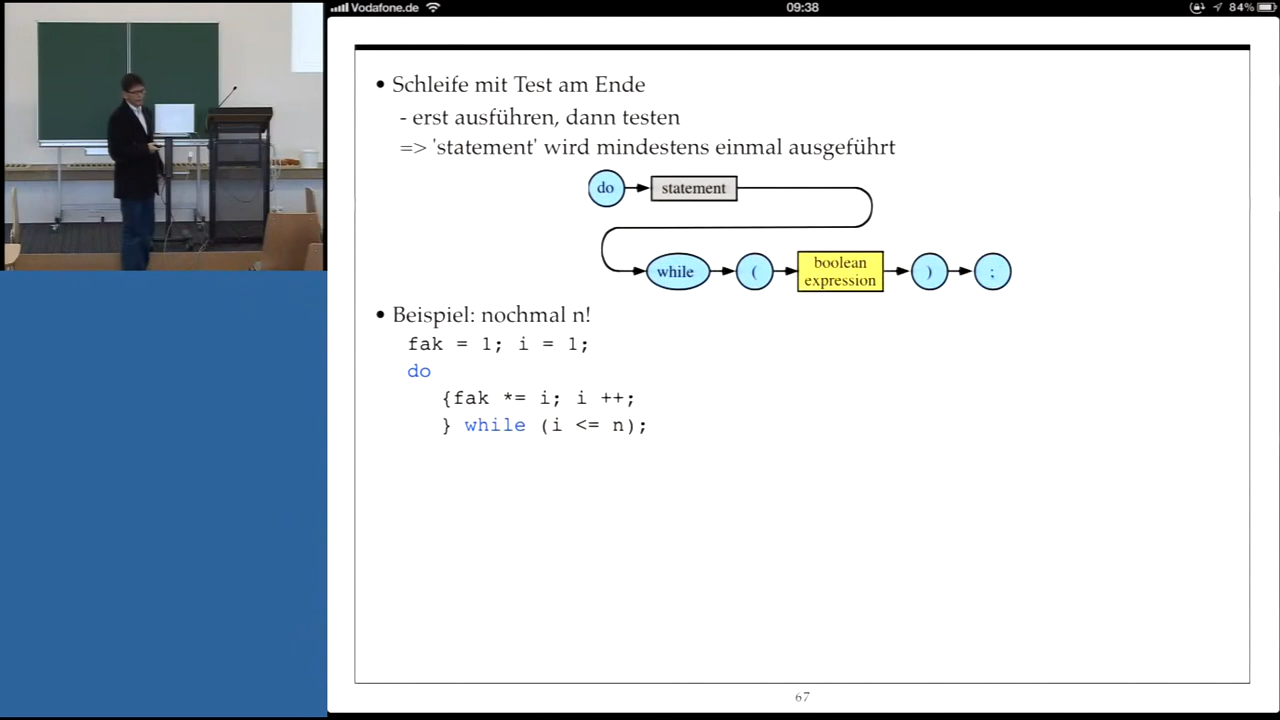 Vodafone.de
09:38
84%
• Schleife mit Test am Ende
- erst ausführen, dann testen
=> 'statement' wird mindestens einmal ausgeführt
do statement
while ( boolean expression ) ;
• Beispiel: nochmal n!
fak = 1; i = 1;
do
{fak *= i; i ++;
} while (i <= n);
67